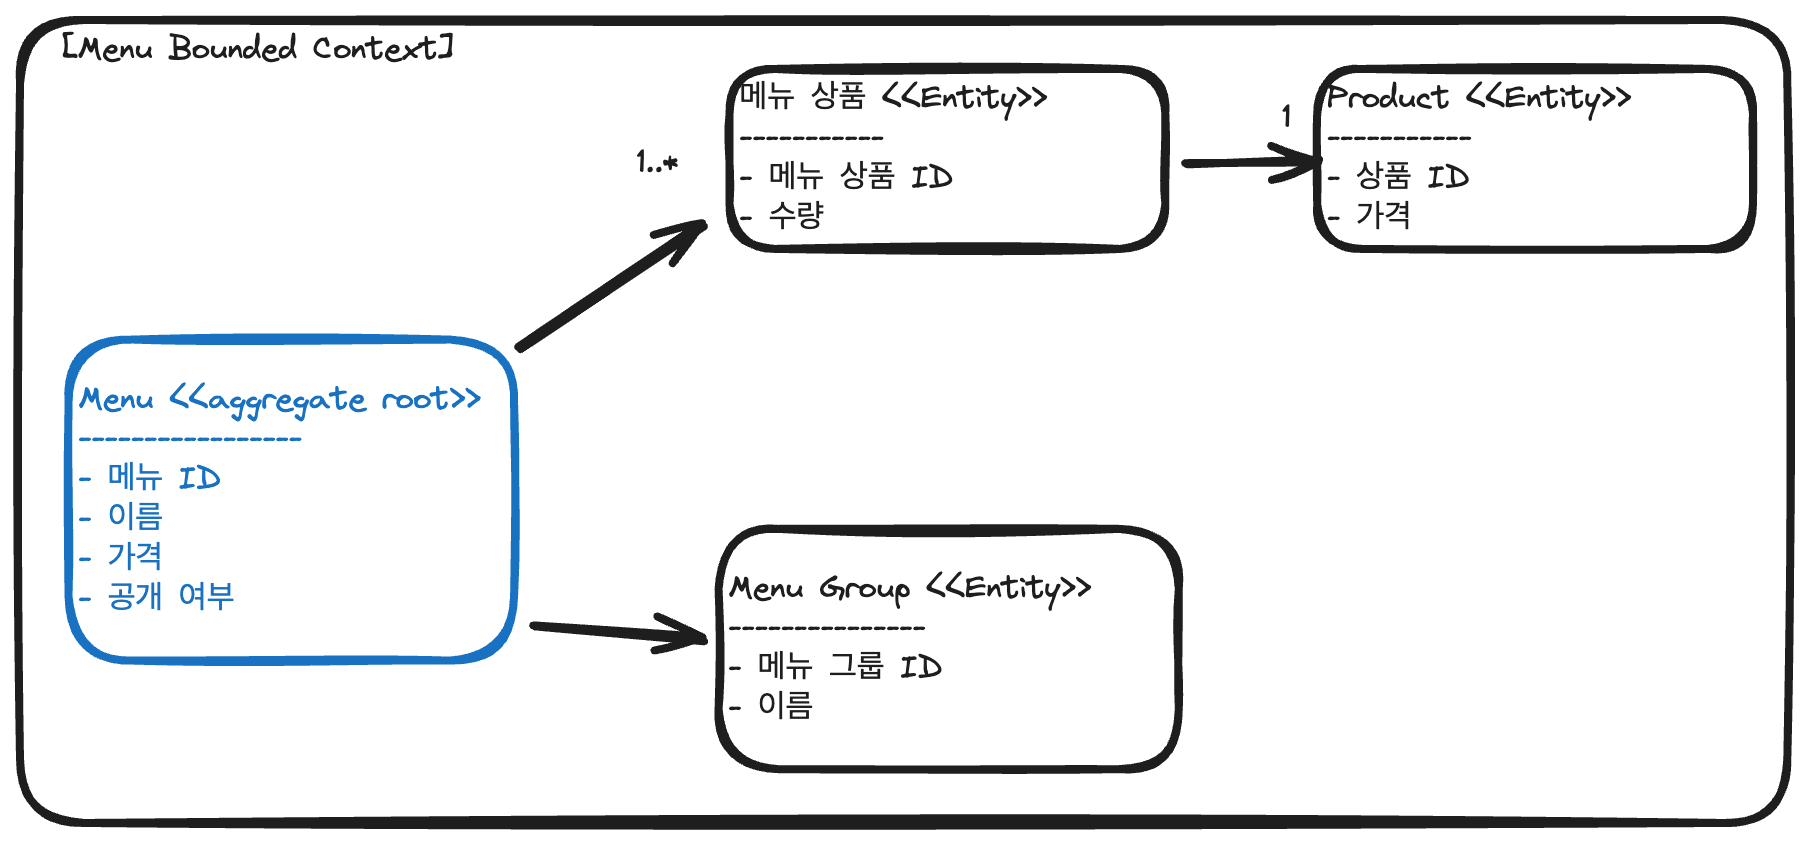 [Menu Bounded Context]
메뉴 상품 <<Entity>>
-----------
- 메뉴 상품 ID
- 수량
1
Product <<Entity>>
-----------
- 상품 ID
- 가격
1..*
Menu <<aggregate root>>
-----------------
- 메뉴 ID
- 이름
- 가격
- 공개 여부
Menu Group <<Entity>>
---------------
- 메뉴 그룹 ID
- 이름